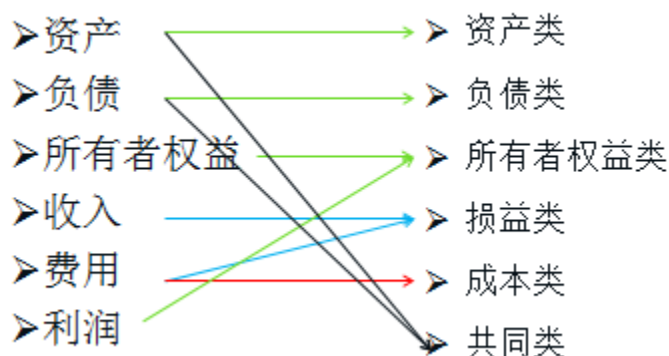 ➢资产
➢负债
➢所有者权益
➢收入
➢费用
➢利润
➢ 资产类
➢ 负债类
➢ 所有者权益类
➢ 损益类
➢ 成本类
➢ 共同类